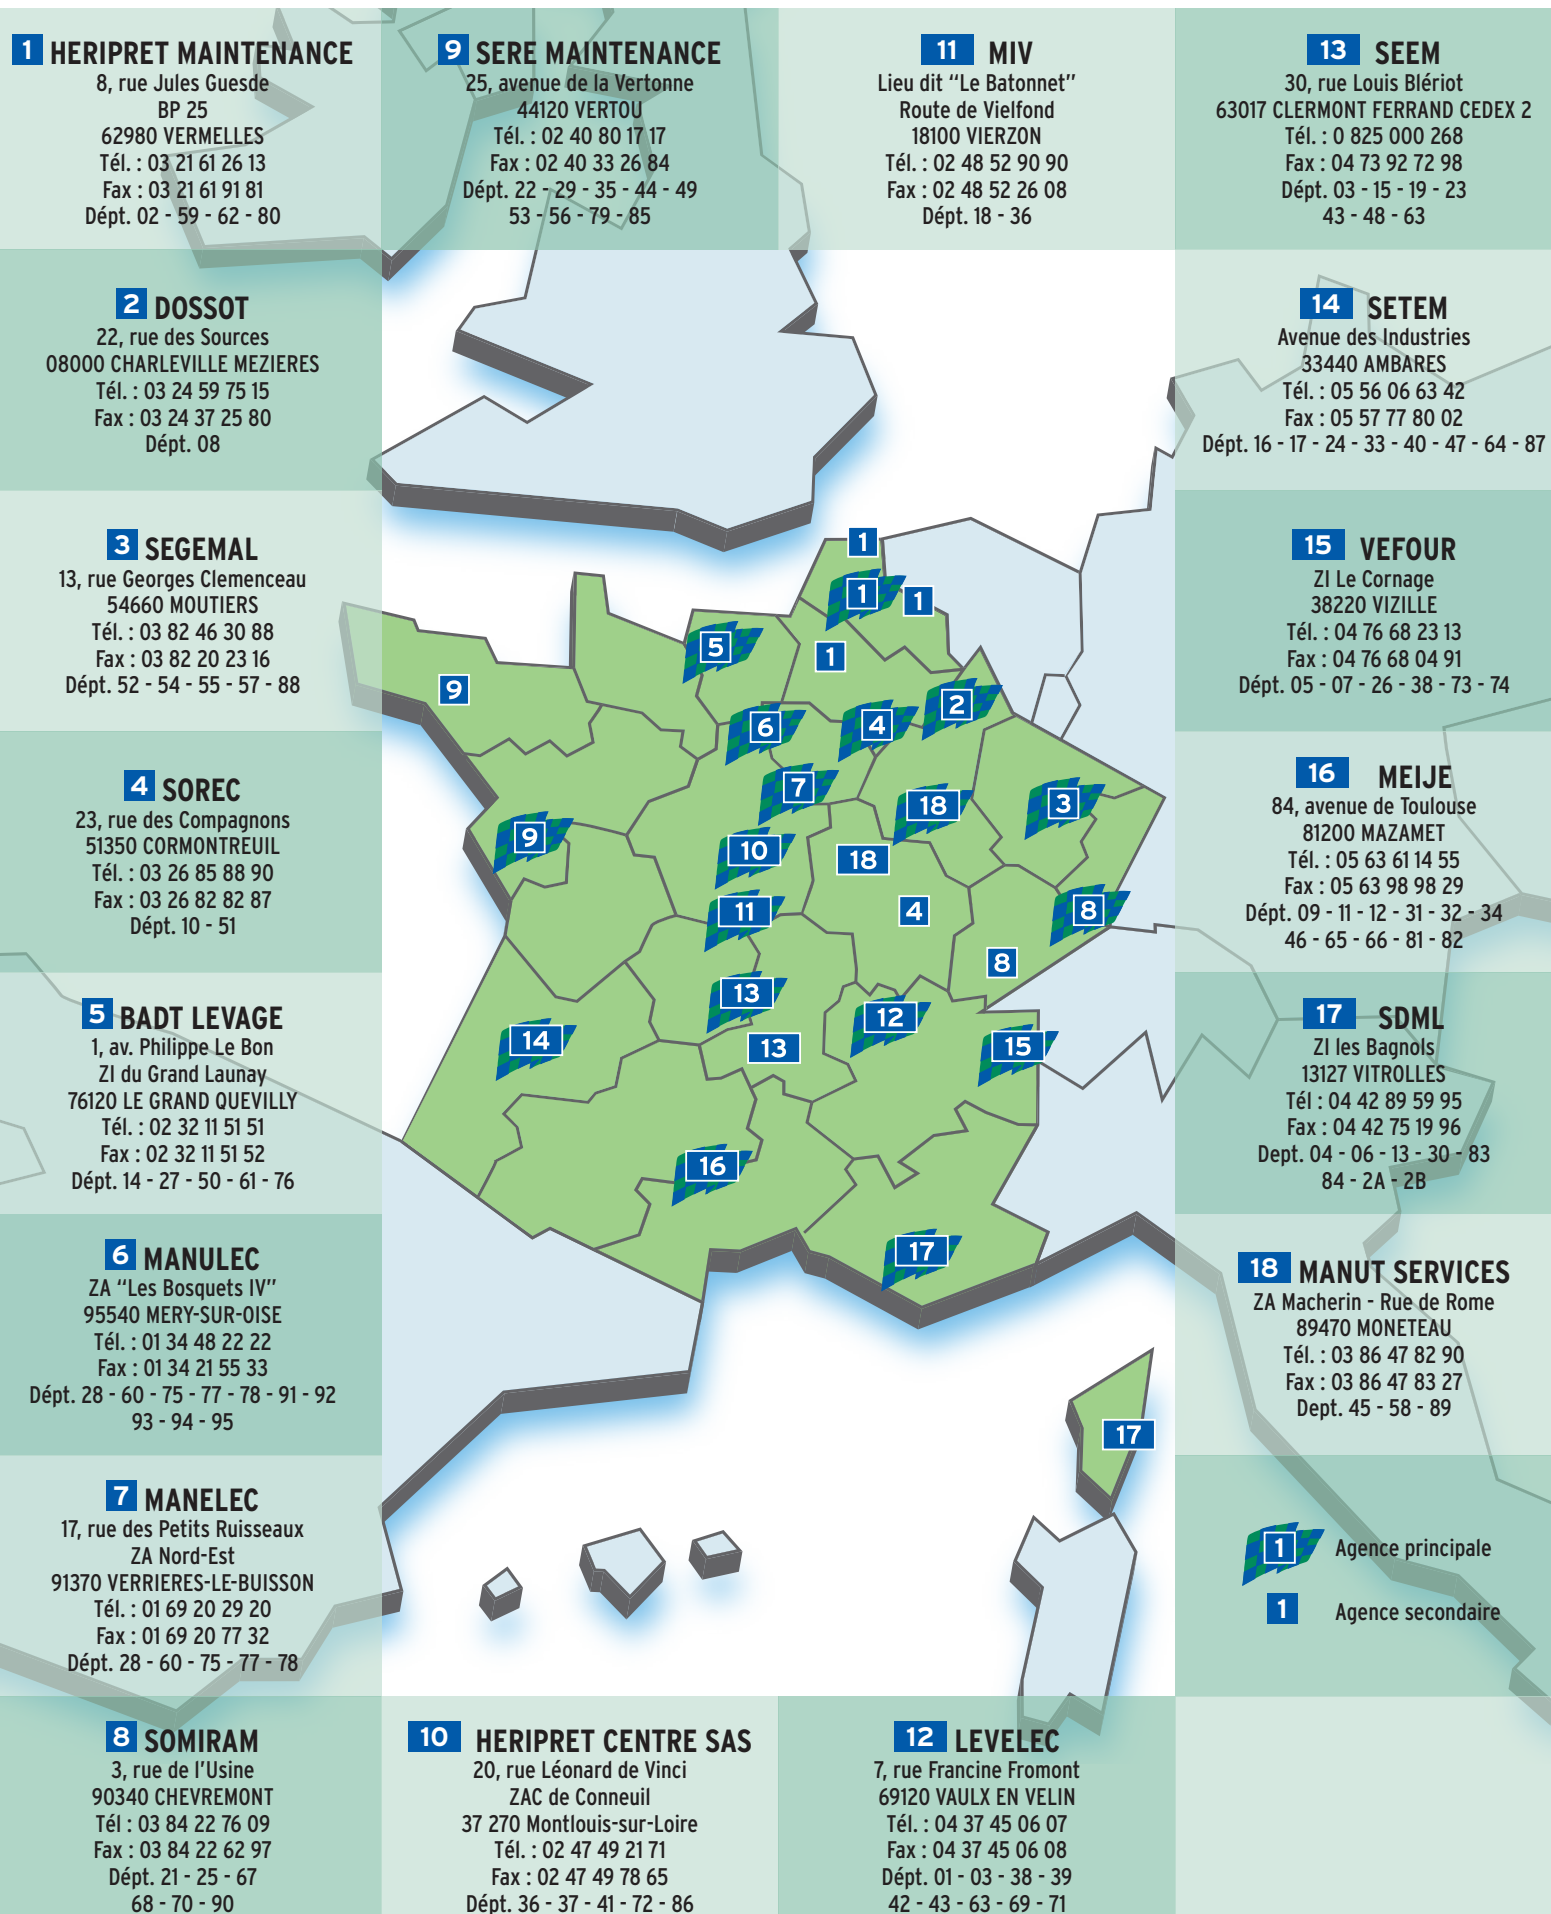 1 HERIPRET MAINTENANCE
8, rue Jules Guesde
BP 25
62980 VERMELLES
Tél. : 03 21 61 26 13
Fax : 03 21 61 91 81
Dépt. 02 - 59 - 62 - 80
9 SERE MAINTENANCE
25, avenue de la Vertonne
44120 VERTOU
Tél. : 02 40 80 17 17
Fax : 02 40 33 26 84
Dépt. 22 - 29 - 35 - 44 - 49
53 - 56 - 79 - 85
11 MIV
Lieu dit “Le Batonnet”
Route de Vielfond
18100 VIERZON
Tél. : 02 48 52 90 90
Fax : 02 48 52 26 08
Dépt. 18 - 36
13 SEEM
30, rue Louis Blériot
63017 CLERMONT FERRAND CEDEX 2
Tél. : 0 825 000 268
Fax : 04 73 92 72 98
Dépt. 03 - 15 - 19 - 23
43 - 48 - 63
2 DOSSOT
22, rue des Sources
08000 CHARLEVILLE MEZIERES
Tél. : 03 24 59 75 15
Fax : 03 24 37 25 80
Dépt. 08
3 SEGEMAL
13, rue Georges Clemenceau
54660 MOUTIERS
Tél. : 03 82 46 30 88
Fax : 03 82 20 23 16
Dépt. 52 - 54 - 55 - 57 - 88
4 SOREC
23, rue des Compagnons
51350 CORMONTREUIL
Tél. : 03 26 85 88 90
Fax : 03 26 82 82 87
Dépt. 10 - 51
5 BADT LEVAGE
1, av. Philippe Le Bon
ZI du Grand Launay
76120 LE GRAND QUEVILLY
Tél. : 02 32 11 51 51
Fax : 02 32 11 51 52
Dépt. 14 - 27 - 50 - 61 - 76
6 MANULEC
ZA “Les Bosquets IV”
95540 MERY-SUR-OISE
Tél. : 01 34 48 22 22
Fax : 01 34 21 55 33
Dépt. 28 - 60 - 75 - 77 - 78 - 91 - 92
93 - 94 - 95
7 MANELEC
17, rue des Petits Ruisseaux
ZA Nord-Est
91370 VERRIERES-LE-BUISSON
Tél. : 01 69 20 29 20
Fax : 01 69 20 77 32
Dépt. 28 - 60 - 75 - 77 - 78
8 SOMIRAM
3, rue de l’Usine
90340 CHEVREMONT
Tél : 03 84 22 76 09
Fax : 03 84 22 62 97
Dépt. 21 - 25 - 67
68 - 70 - 90
1
1
1
5
1
9
2
6
4
7
3
18
9
10
18
11
4
8
8
13
12
14
13
15
16
17
17
14 SETEM
Avenue des Industries
33440 AMBARES
Tél. : 05 56 06 63 42
Fax : 05 57 77 80 02
Dépt. 16 - 17 - 24 - 33 - 40 - 47 - 64 - 87
15 VEFOUR
ZI Le Cornage
38220 VIZILLE
Tél. : 04 76 68 23 13
Fax : 04 76 68 04 91
Dépt. 05 - 07 - 26 - 38 - 73 - 74
16 MEIJE
84, avenue de Toulouse
81200 MAZAMET
Tél. : 05 63 61 14 55
Fax : 05 63 98 98 29
Dépt. 09 - 11 - 12 - 31 - 32 - 34
46 - 65 - 66 - 81 - 82
17 SDML
ZI les Bagnols
13127 VITROLLES
Tél : 04 42 89 59 95
Fax : 04 42 75 19 96
Dept. 04 - 06 - 13 - 30 - 83
84 - 2A - 2B
18 MANUT SERVICES
ZA Macherin - Rue de Rome
89470 MONETEAU
Tél. : 03 86 47 82 90
Fax : 03 86 47 83 27
Dept. 45 - 58 - 89
1 Agence principale
1 Agence secondaire
10 HERIPRET CENTRE SAS
20, rue Léonard de Vinci
ZAC de Conneuil
37 270 Montlouis-sur-Loire
Tél. : 02 47 49 21 71
Fax : 02 47 49 78 65
Dépt. 36 - 37 - 41 - 72 - 86
12 LEVELEC
7, rue Francine Fromont
69120 VAULX EN VELIN
Tél. : 04 37 45 06 07
Fax : 04 37 45 06 08
Dépt. 01 - 03 - 38 - 39
42 - 43 - 63 - 69 - 71